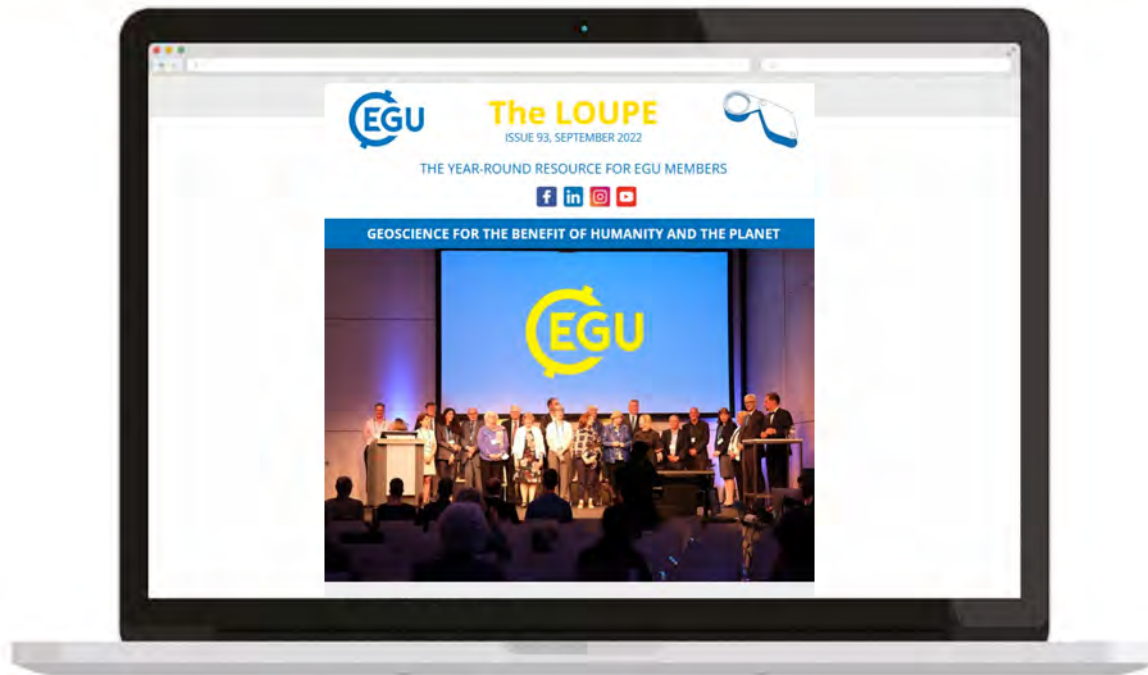 EGU
The LOUPE
ISSUE 93, SEPTEMBER 2022
THE YEAR-ROUND RESOURCE FOR EGU MEMBERS
f in
GEOSCIENCE FOR THE BENEFIT OF HUMANITY AND THE PLANET
EGU